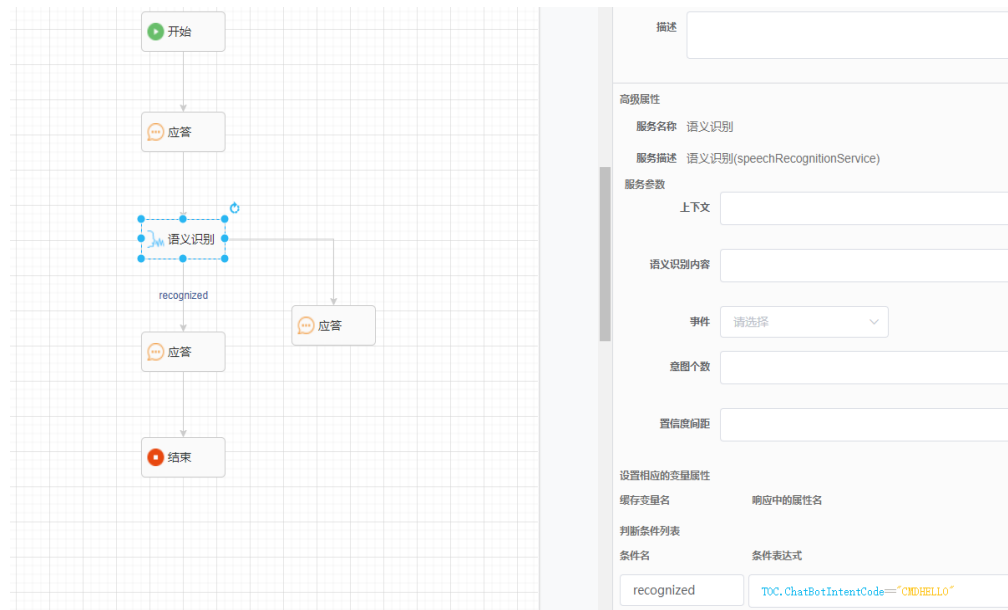 开始
应答
语义识别
recognized
应答
应答
结束
描述
高级属性
服务名称 语义识别
服务描述 语义识别(speechRecognitionService)
服务参数
上下文
语义识别内容
事件 请选择
意图个数
置信度间距
设置相应的变量属性
缓存变量名 响应中的属性名
判断条件列表
条件名 条件表达式
recognized TOC.ChatBotIntentCode=="CMDHELLO"